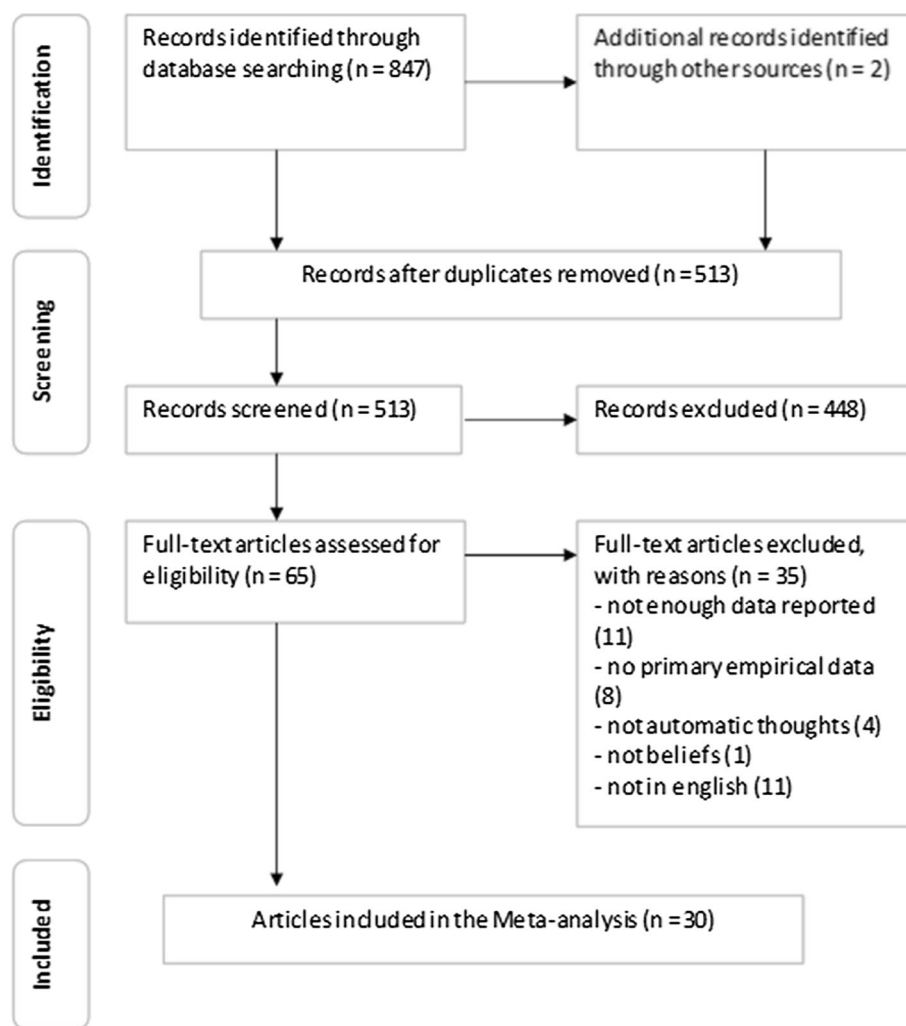 Identification
Records identified through
database searching (n = 847)
Additional records identified
through other sources (n = 2)
Screening
Records after duplicates removed (n =513)
Records screened (n = 513)
Records excluded (n = 448)
Eligibility
Full-text articles assessed for
eligibility (n = 65)
Full-text articles excluded,
with reasons (n = 35)
- not enough data reported
(11)
- no primary empirical data
(8)
- not automatic thoughts (4)
- not beliefs (1)
- not in english (11)
Included
Articles included in the Meta-analysis (n = 30)